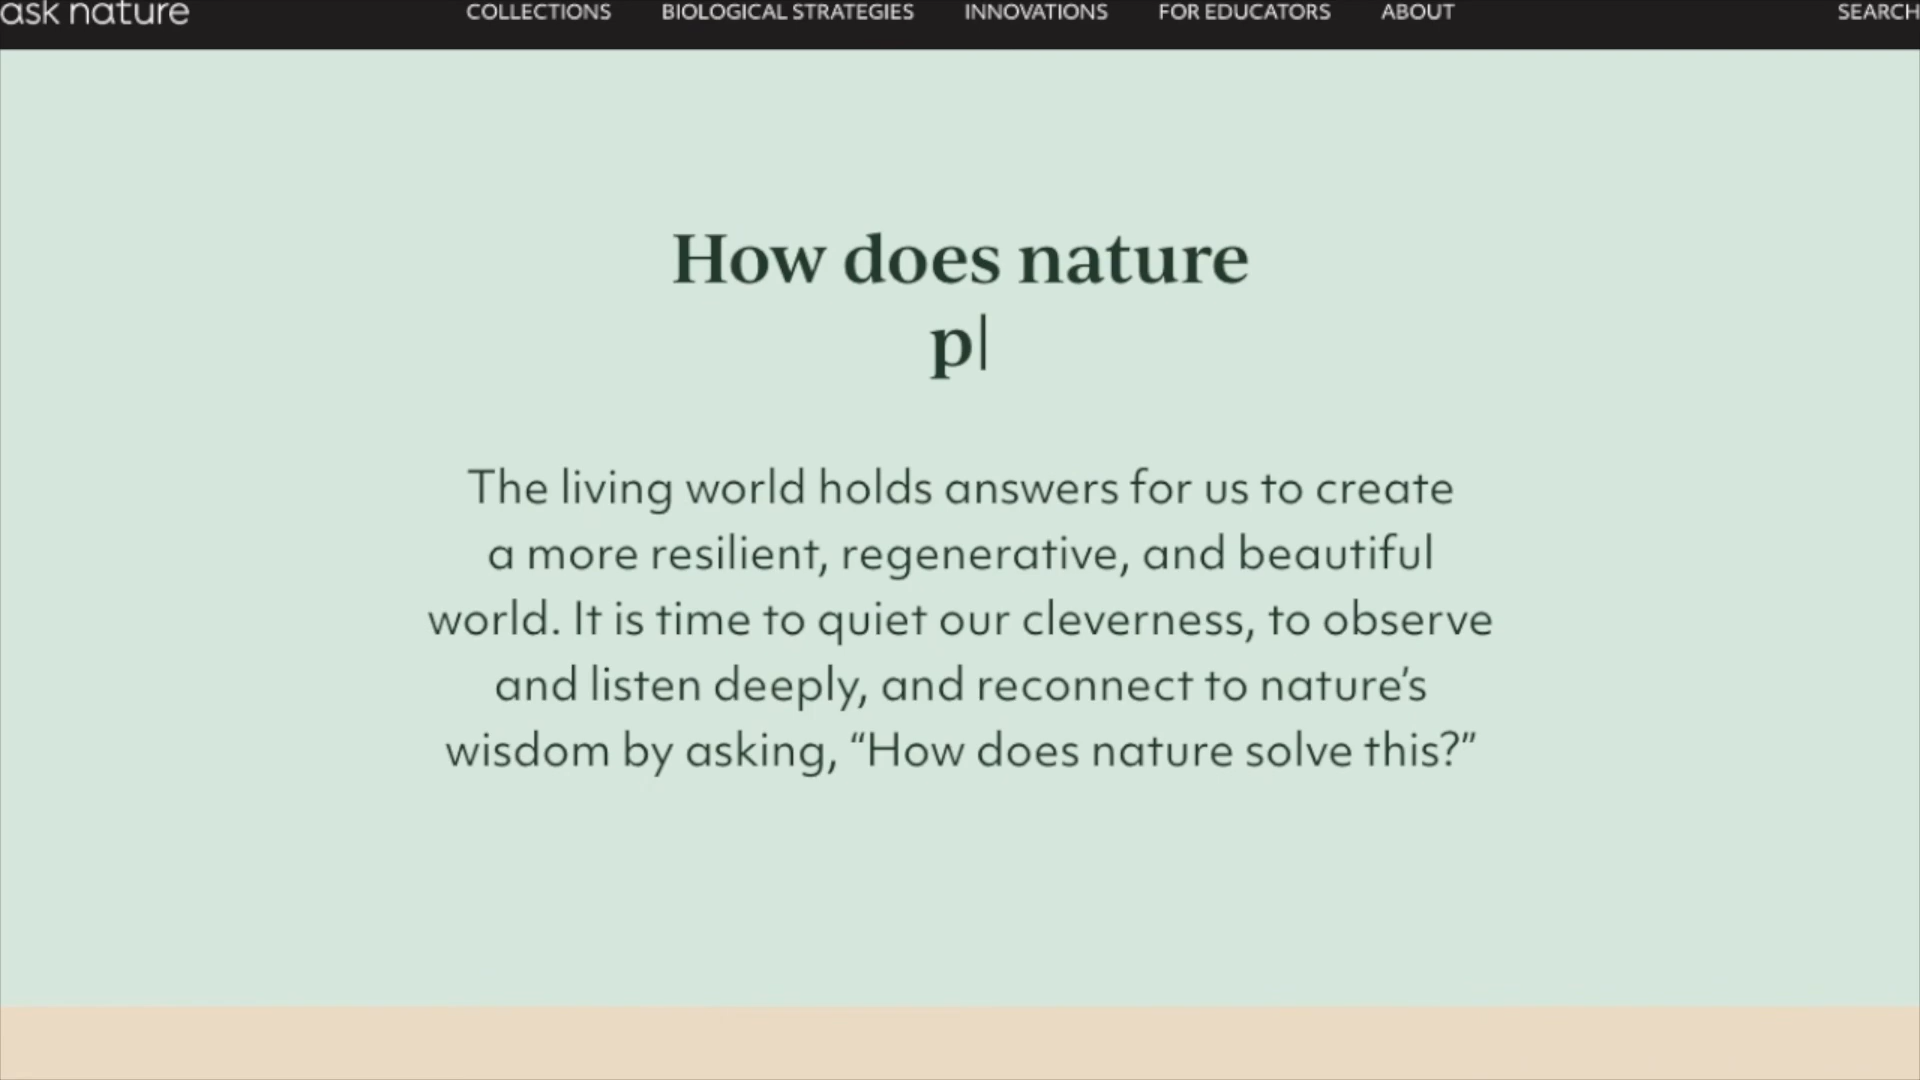 ask nature
COLLECTIONS
BIOLOGICAL STRATEGIES
INNOVATIONS
FOR EDUCATORS
ABOUT
SEARCH
How does nature
p
The living world holds answers for us to create
a more resilient, regenerative, and beautiful
world. It is time to quiet our cleverness, to observe
and listen deeply, and reconnect to nature’s
wisdom by asking, “How does nature solve this?”